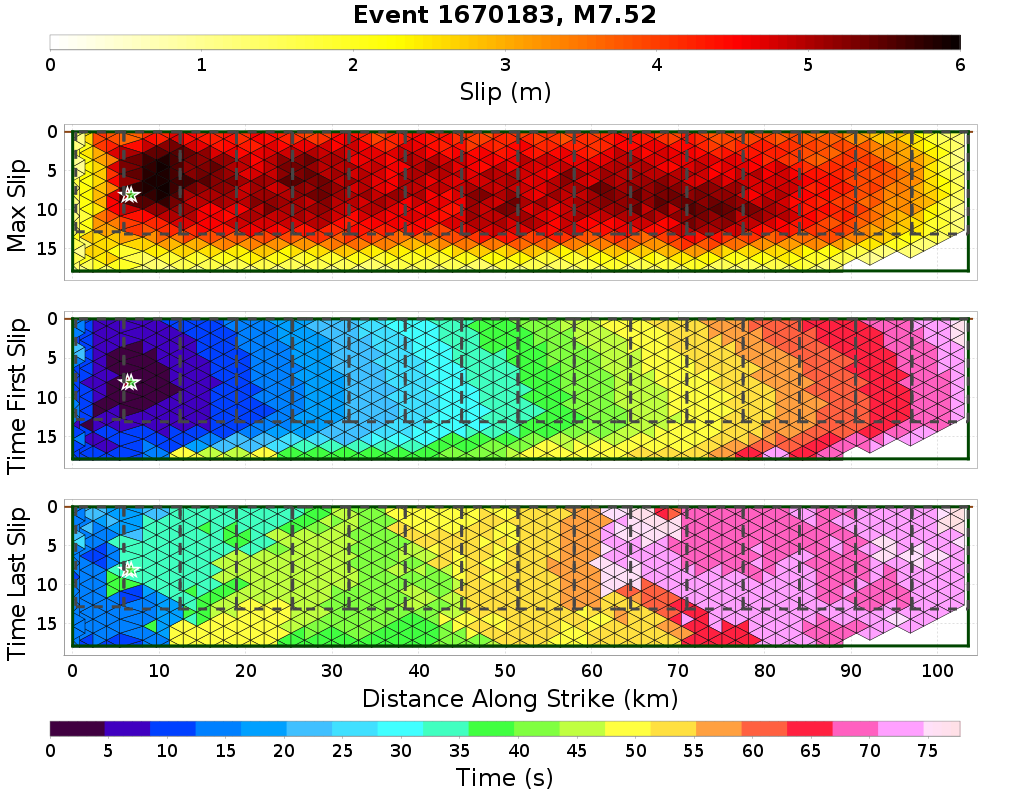 Event 1670183, M7.52
0 1 2 3 4 5 6
Slip (m)
Max Slip
0
5
10
15
Time First Slip
0
5
10
15
Time Last Slip
0
5
10
15
0 10 20 30 40 50 60 70 80 90 100
Distance Along Strike (km)
0 5 10 15 20 25 30 35 40 45 50 55 60 65 70 75
Time (s)